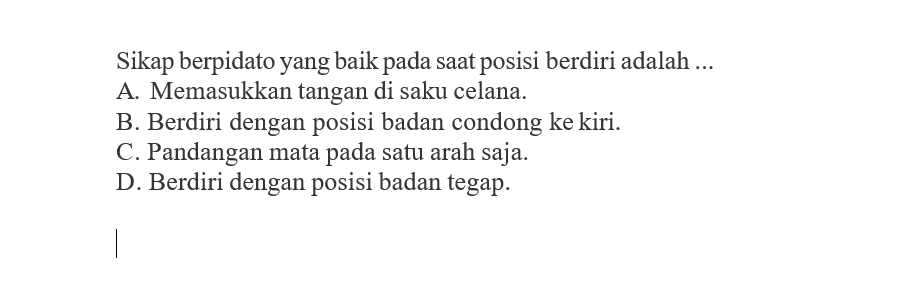 Sikap berpidato yang baik pada saat posisi berdiri adalah ...
A. Memasukkan tangan di saku celana.
B. Berdiri dengan posisi badan condong ke kiri.
C. Pandangan mata pada satu arah saja.
D. Berdiri dengan posisi badan tegap.